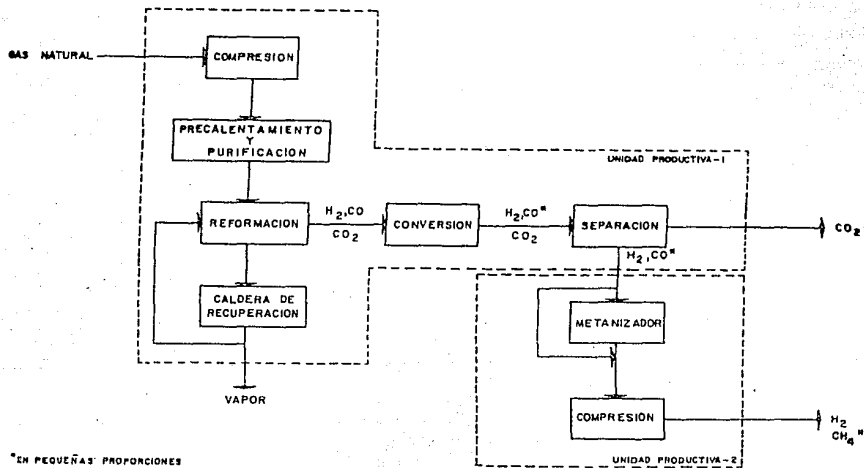 GAS NATURAL
COMPRESION
PRECALENTAMIENTO
Y
PURIFICACION
UNIDAD PRODUCTIVA-1
REFORMACION
H2,CO
CO2
CONVERSION
H2,CO*
CO2
SEPARACION
CO2
H2,CO*
CALDERA DE
RECUPERACION
VAPOR
METANIZADOR
COMPRESIÓN
H2
CH4*
UNIDAD PRODUCTIVA-2
*EN PEQUEÑAS PROPORCIONES